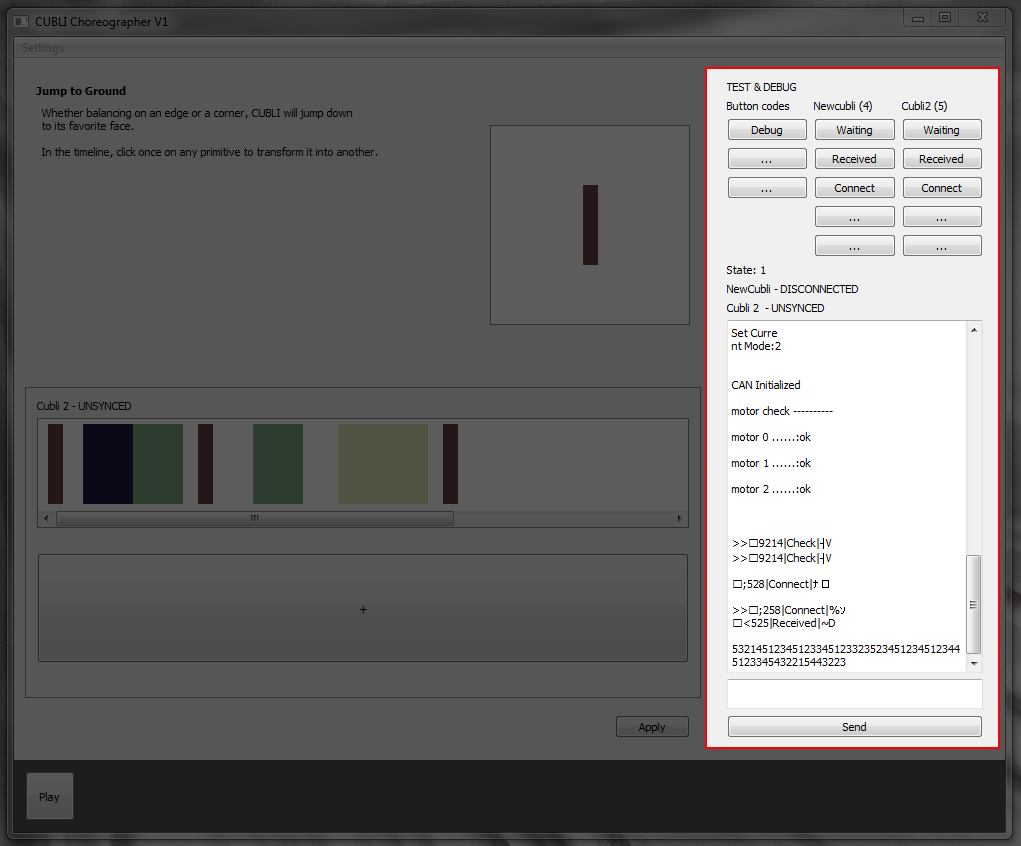 CUBLI Choreographer V1
Settings
Jump to Ground
Whether balancing on an edge or a corner, CUBLI will jump down
to its favorite face.
In the timeline, click once on any primitive to transform it into another.
Cubli 2 - UNSYNCED
+
Apply
Play
TEST & DEBUG
Button codes Newcubli (4) Cubli2 (5)
Debug Waiting Waiting
... Received Received
... Connect Connect
... ...
... ...
State: 1
NewCubli - DISCONNECTED
Cubli 2 - UNSYNCED
Set Curre
nt Mode:2
CAN Initialized
motor check ----------
motor 0 ......:ok
motor 1 ......:ok
motor 2 ......:ok
>>□9214|Check|┤V
>>□9214|Check|┤V
□;528|Connect|† □
>>□;258|Connect|%ソ
□<525|Received|~D
53214512345123345123323523451234512344
5123345432215443223
Send